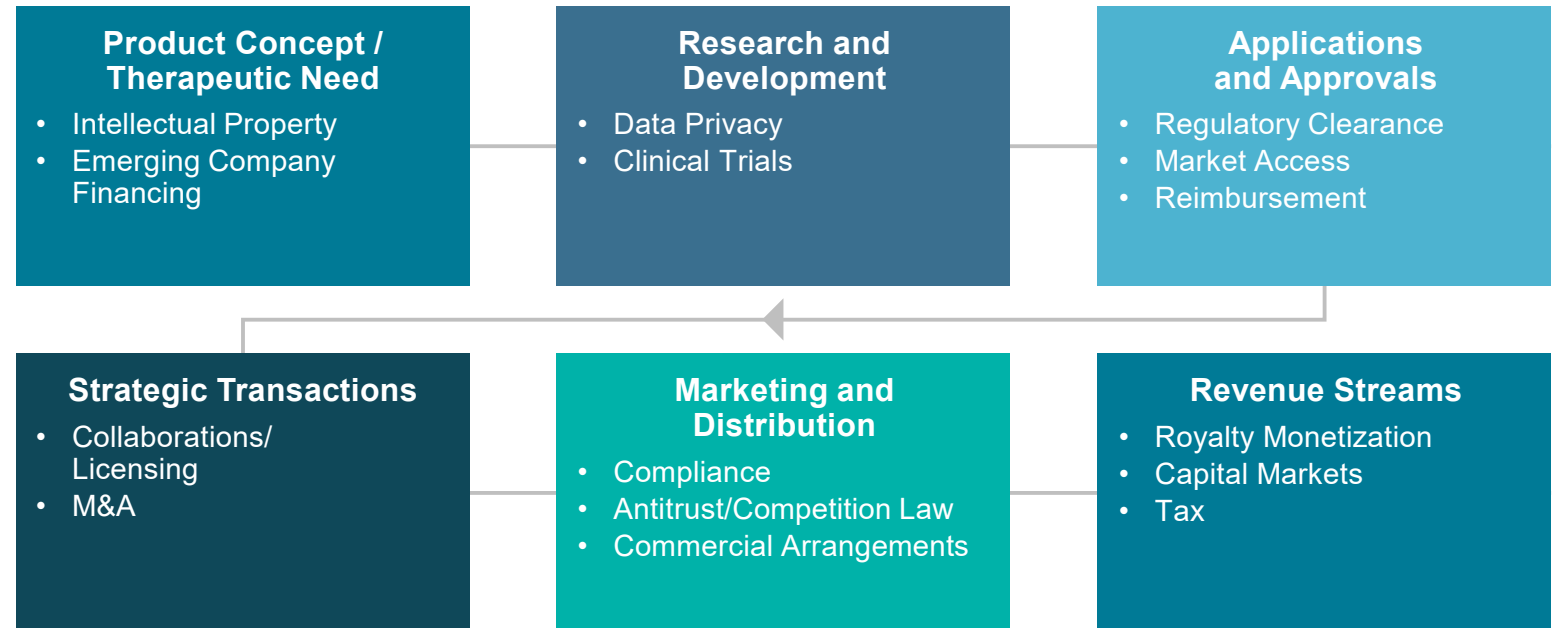 Product Concept /
Therapeutic Need
• Intellectual Property
• Emerging Company
Financing
Research and
Development
• Data Privacy
• Clinical Trials
Applications
and Approvals
• Regulatory Clearance
• Market Access
• Reimbursement
Strategic Transactions
• Collaborations/
Licensing
• M&A
Marketing and
Distribution
• Compliance
• Antitrust/Competition Law
• Commercial Arrangements
Revenue Streams
• Royalty Monetization
• Capital Markets
• Tax